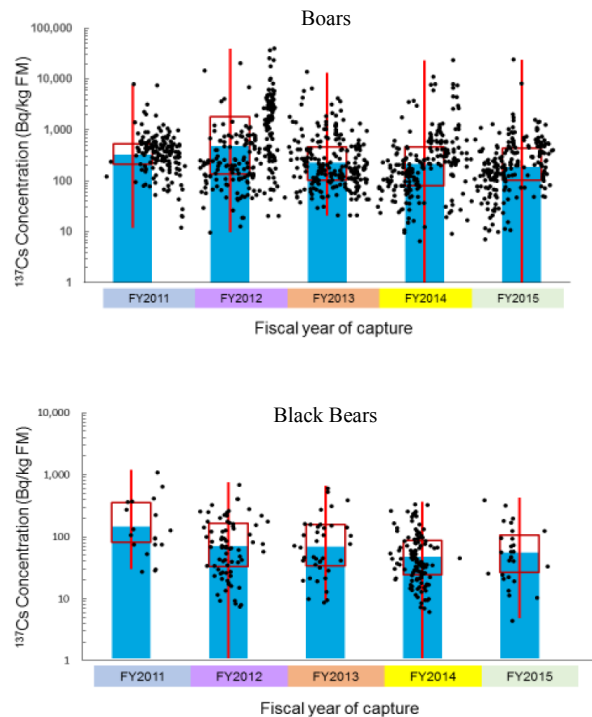 Boars
¹³⁷Cs Concentration (Bq/kg FM)
100,000
10,000
1,000
100
10
1
FY2011 FY2012 FY2013 FY2014 FY2015
Fiscal year of capture
Black Bears
¹³⁷Cs Concentration (Bq/kg FM)
10,000
1,000
100
10
1
FY2011 FY2012 FY2013 FY2014 FY2015
Fiscal year of capture